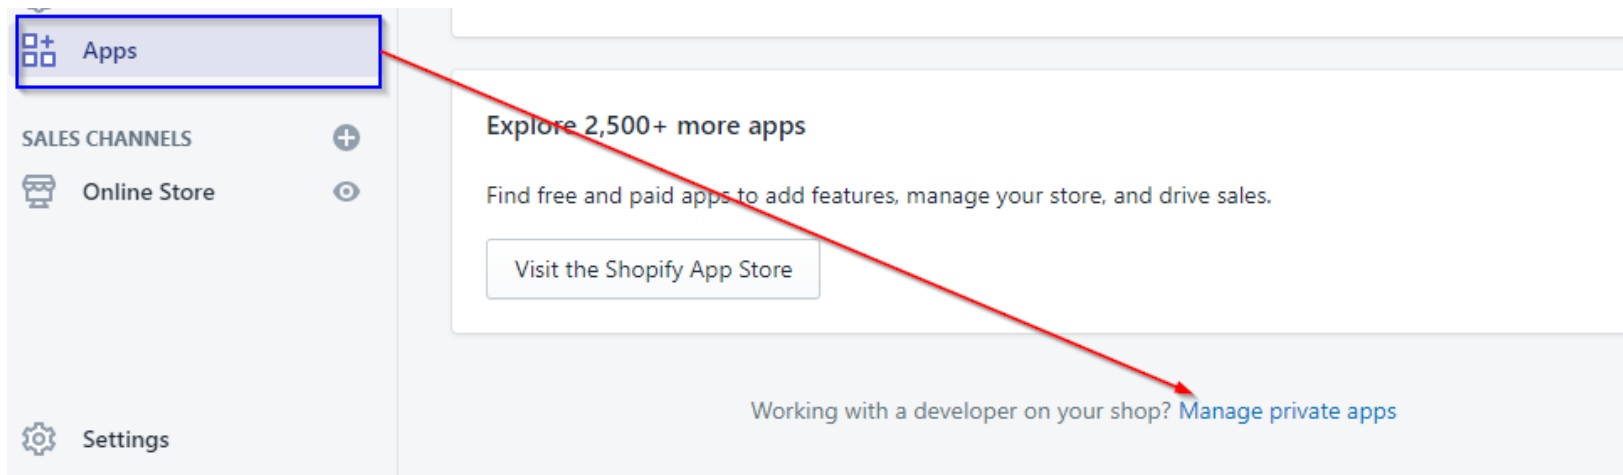 Apps
SALES CHANNELS
Online Store
Settings
Explore 2,500+ more apps
Find free and paid apps to add features, manage your store, and drive sales.
Visit the Shopify App Store
Working with a developer on your shop? Manage private apps